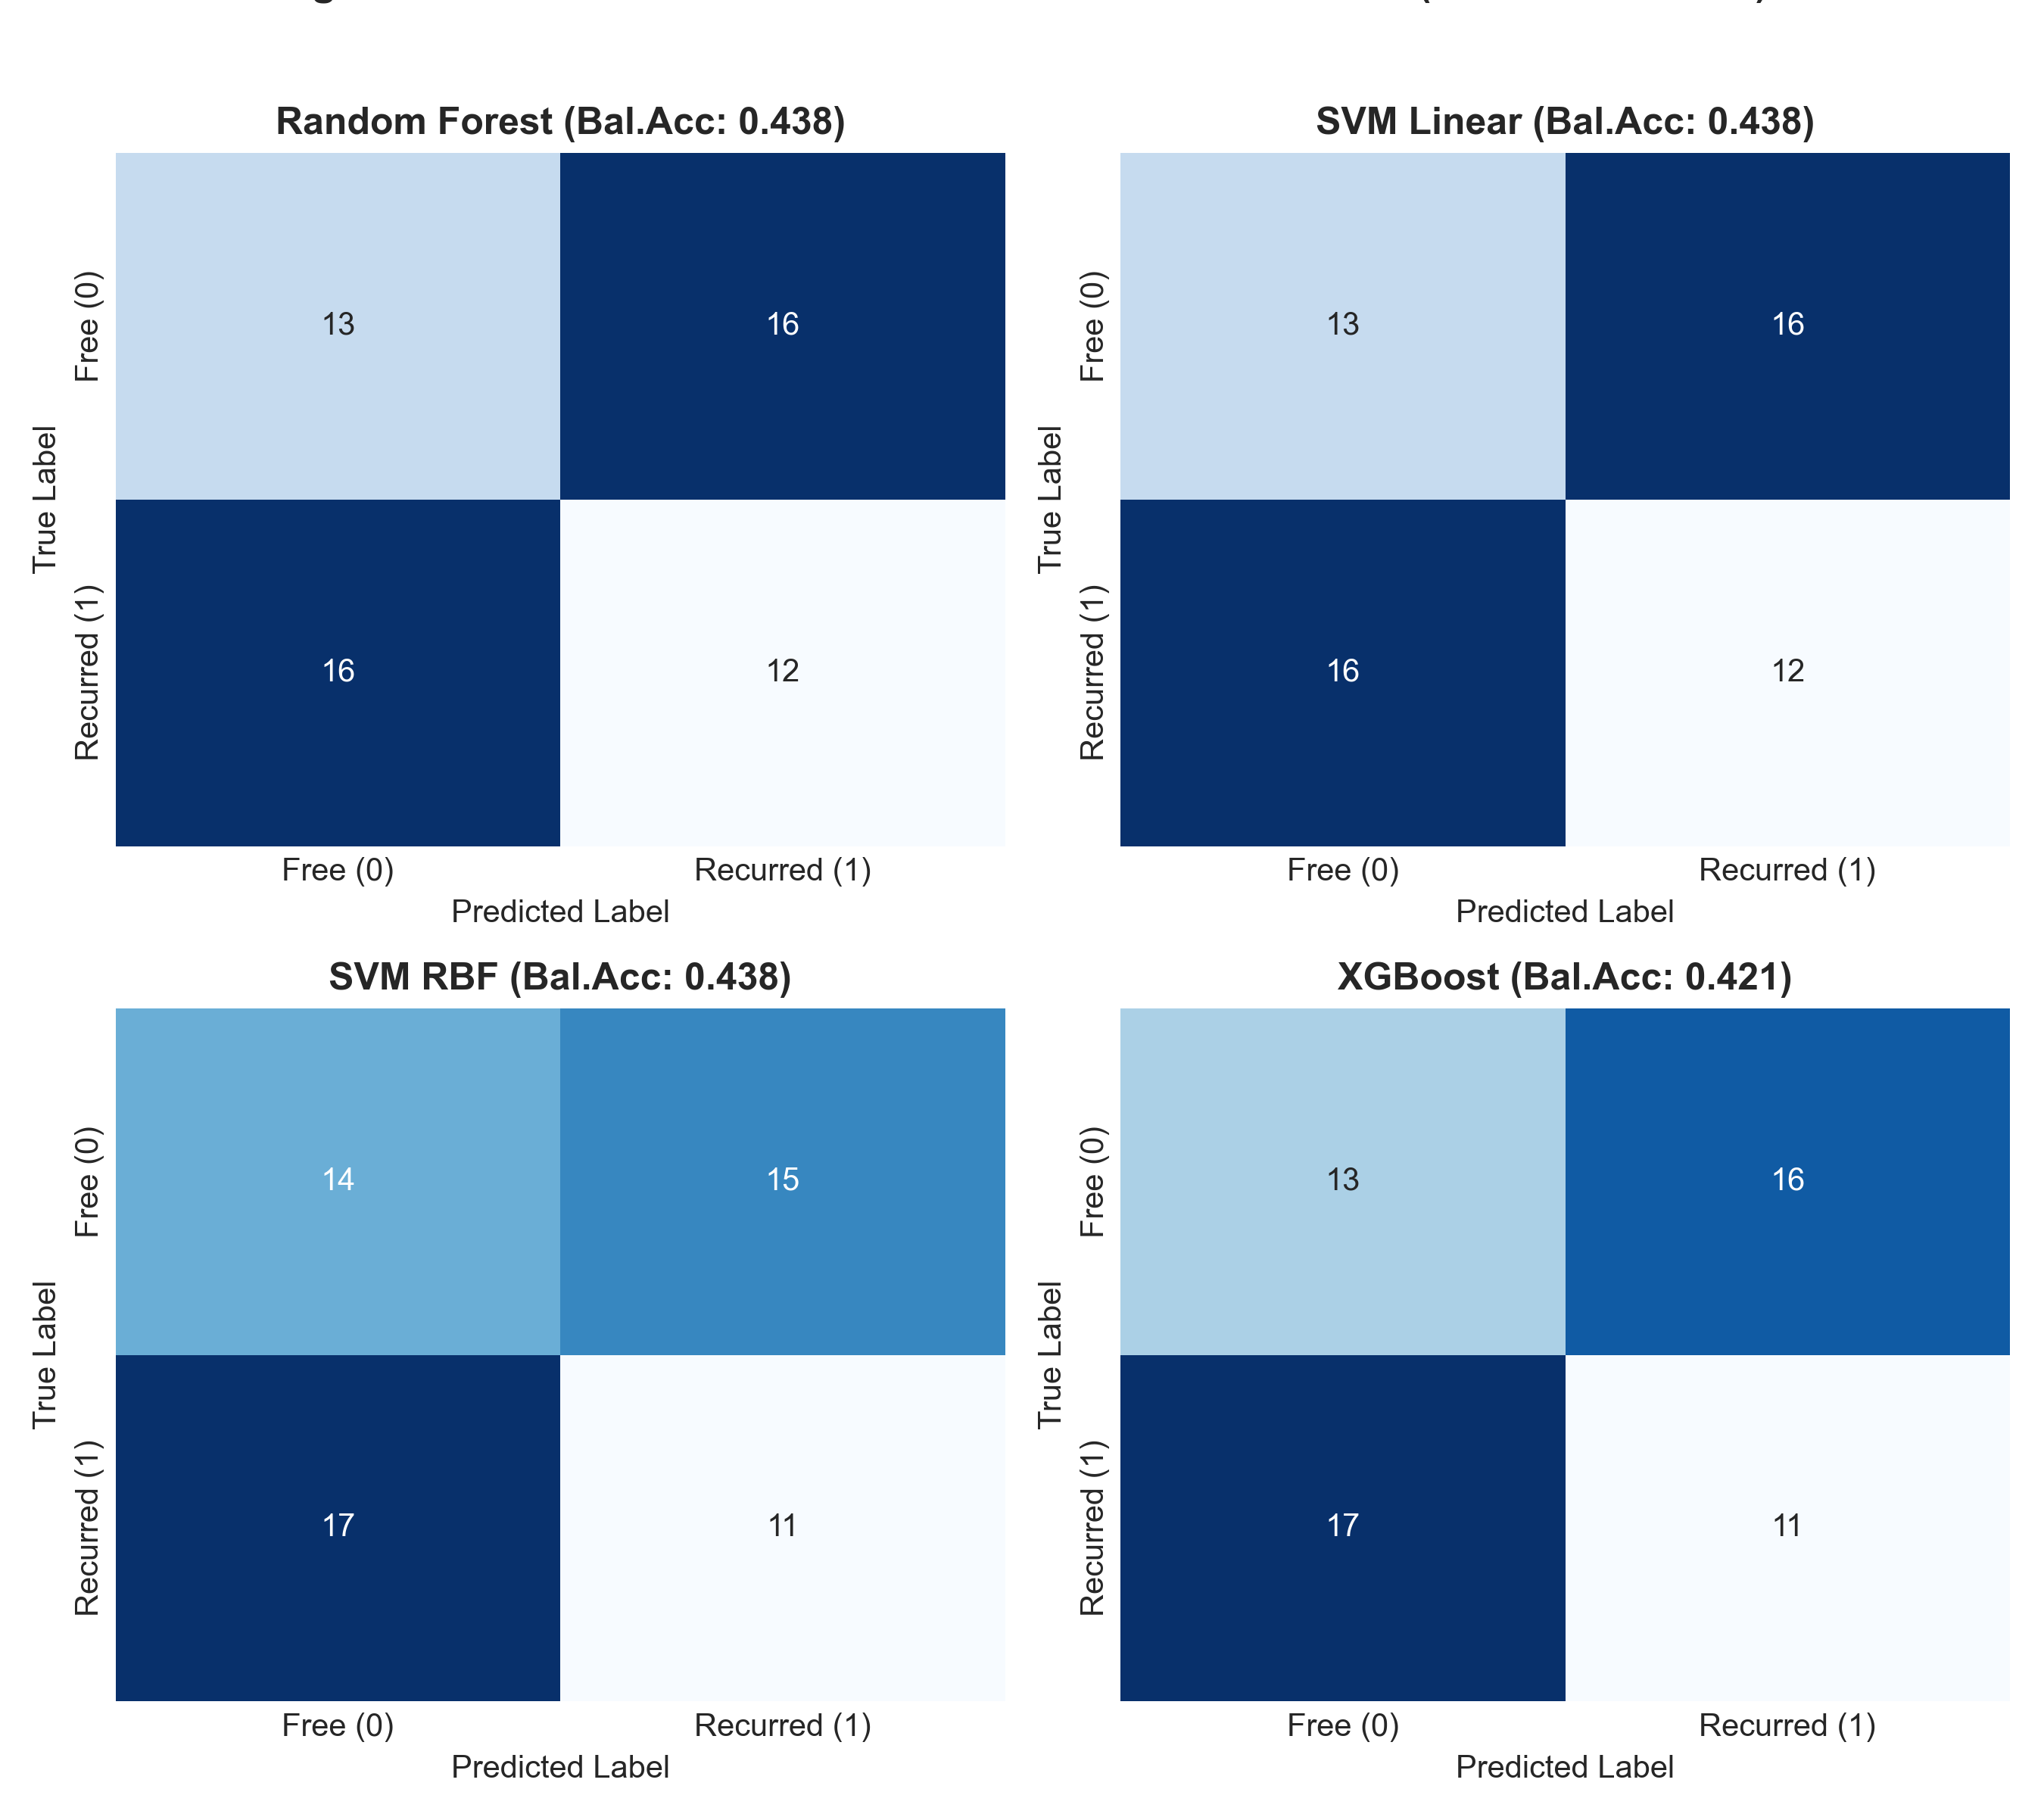 Random Forest (Bal.Acc: 0.438)
True Label
Free (0)
Recurred (1)
13
16
16
12
Free (0)
Recurred (1)
Predicted Label
SVM Linear (Bal.Acc: 0.438)
True Label
Free (0)
Recurred (1)
13
16
16
12
Free (0)
Recurred (1)
Predicted Label
SVM RBF (Bal.Acc: 0.438)
True Label
Free (0)
Recurred (1)
14
15
17
11
Free (0)
Recurred (1)
Predicted Label
XGBoost (Bal.Acc: 0.421)
True Label
Free (0)
Recurred (1)
13
16
17
11
Free (0)
Recurred (1)
Predicted Label